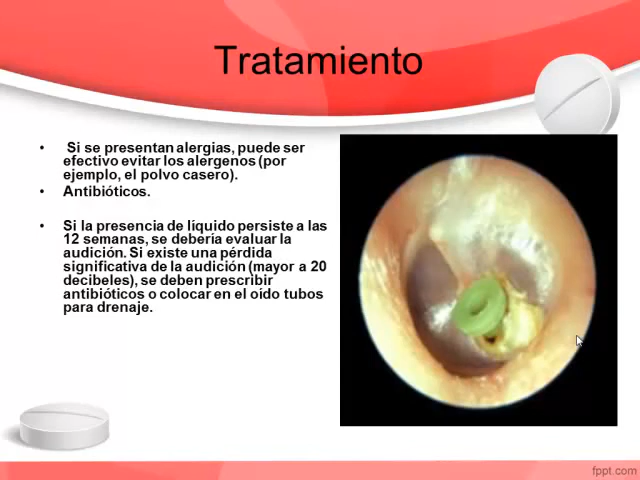 Tratamiento
• Si se presentan alergias, puede ser
efectivo evitar los alergenos (por
ejemplo, el polvo casero).
• Antibióticos.
• Si la presencia de líquido persiste a las
12 semanas, se debería evaluar la
audición. Si existe una pérdida
significativa de la audición (mayor a 20
decibeles), se deben prescribir
antibióticos o colocar en el oído tubos
para drenaje.
fppt.com